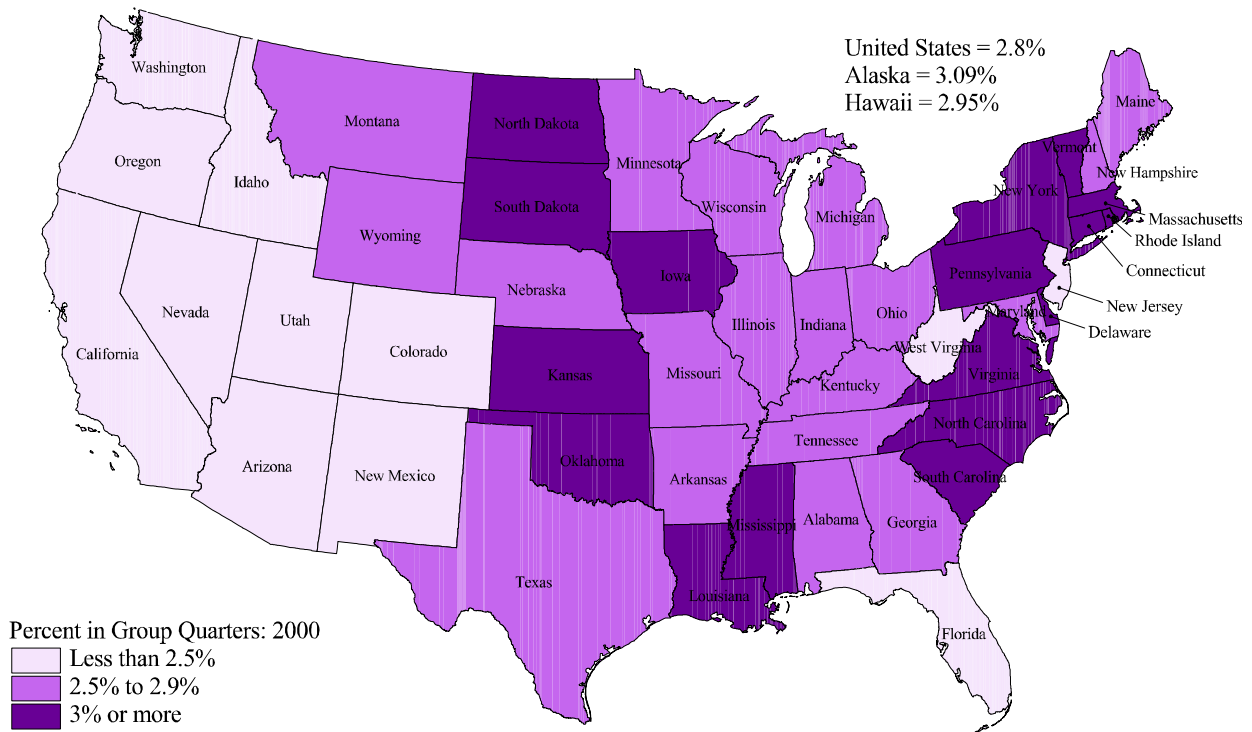 United States = 2.8%
Alaska = 3.09%
Hawaii = 2.95%
Washington
Montana
North Dakota
Minnesota
Maine
Vermont
New Hampshire
Oregon
Idaho
South Dakota
Wisconsin
Michigan
New York
Massachusetts
Rhode Island
Connecticut
Wyoming
Nebraska
Iowa
Pennsylvania
New Jersey
Delaware
Maryland
Nevada
Utah
Colorado
Illinois
Indiana
Ohio
West Virginia
Virginia
California
Kansas
Missouri
Kentucky
North Carolina
Arizona
New Mexico
Oklahoma
Arkansas
Tennessee
South Carolina
Mississippi
Alabama
Georgia
Texas
Louisiana
Florida
Percent in Group Quarters: 2000
Less than 2.5%
2.5% to 2.9%
3% or more